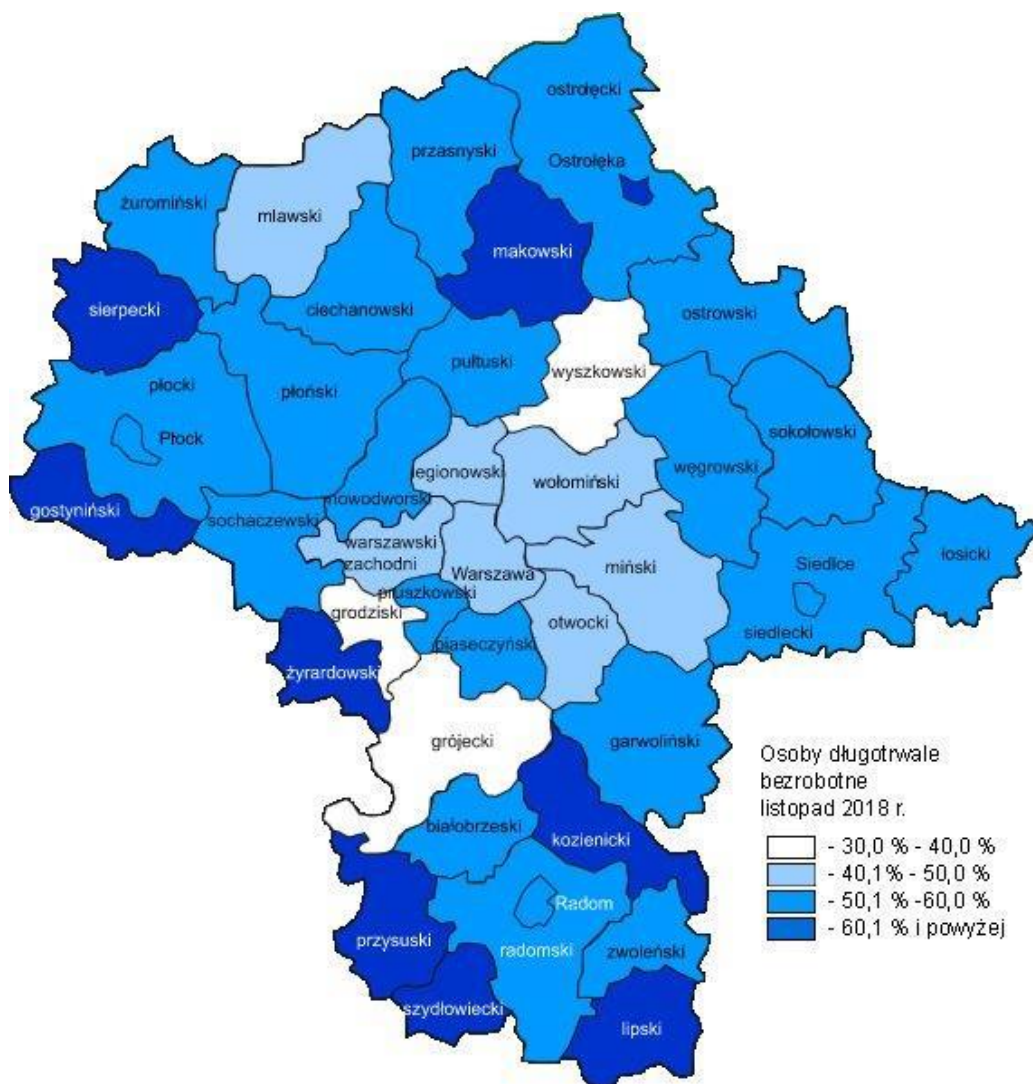 ostrołęcki
przasnyski
Ostrołęka
żuromiński
mlawski
makowski
sierpecki
ciechanowski
ostrowski
pułtuski
wyszkowski
płocki
płoński
sokołowski
Płock
legionowski
wołomiński
węgrowski
nowodworski
gostyniński
sochaczewski
warszawski
zachodni
Warszawa
miński
Siedlce
łosicki
pruszkowski
grodziski
otwocki
siedlecki
piaseczyński
żyrardowski
grójecki
garwoliński
białobrzeski
kozienicki
Radom
przysuski
radomski
zwoleński
szydłowiecki
lipski
Osoby długotrwale
bezrobotne
listopad 2018 r.
- 30,0 % - 40,0 %
- 40,1% - 50,0 %
- 50,1 % -60,0 %
- 60,1 % i powyżej